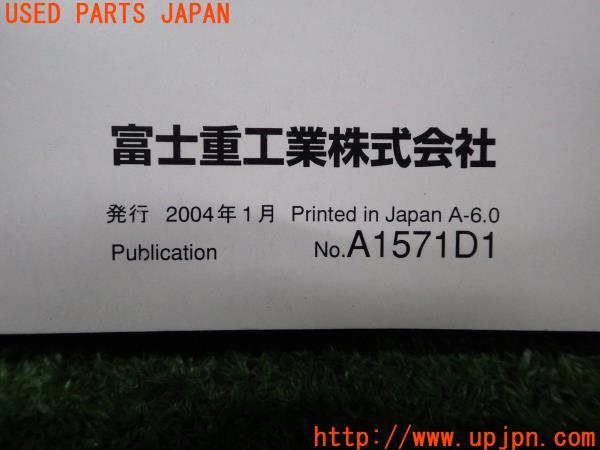 USED PARTS JAPAN
富士重工業株式会社
発行 2004年1月 Printed in Japan A-6.0
Publication No.A1571D1
http://www.upjpn.com